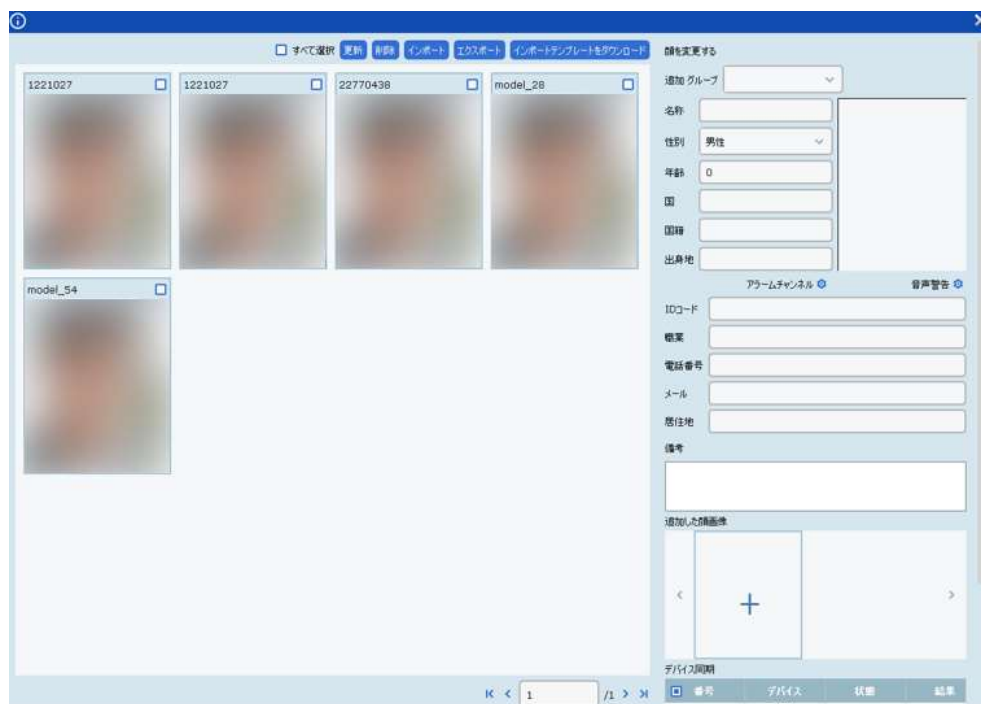 すべて選択 更新 削除 インポート エクスポート インポートテンプレートをダウンロード
1221027
1221027
22770438
model_28
model_54
1 /1
顔を変更する
追加 グループ
名称
性別 男性
年齢 0
国
国籍
出身地
アラームチャンネル 音声警告
IDコード
職業
電話番号
メール
居住地
備考
追加した顔画像
デバイス同期
番号 デバイス 状態 結果